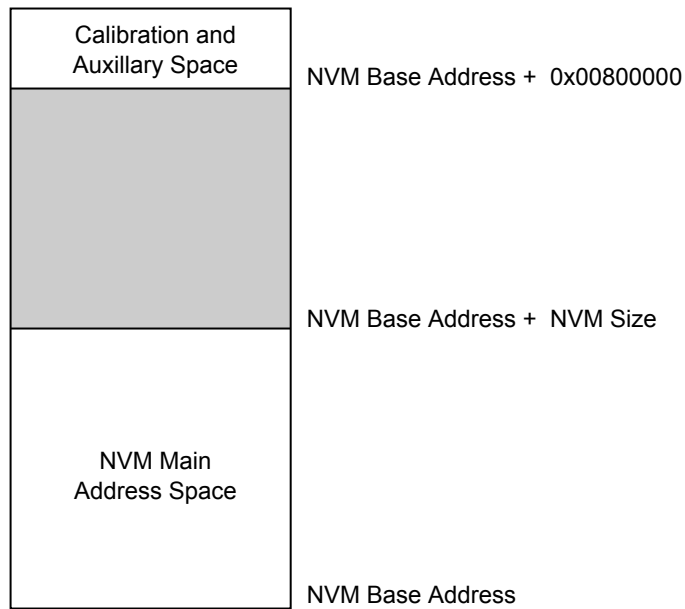 Calibration and
Auxillary Space
NVM Base Address + 0x00800000
NVM Base Address + NVM Size
NVM Main
Address Space
NVM Base Address